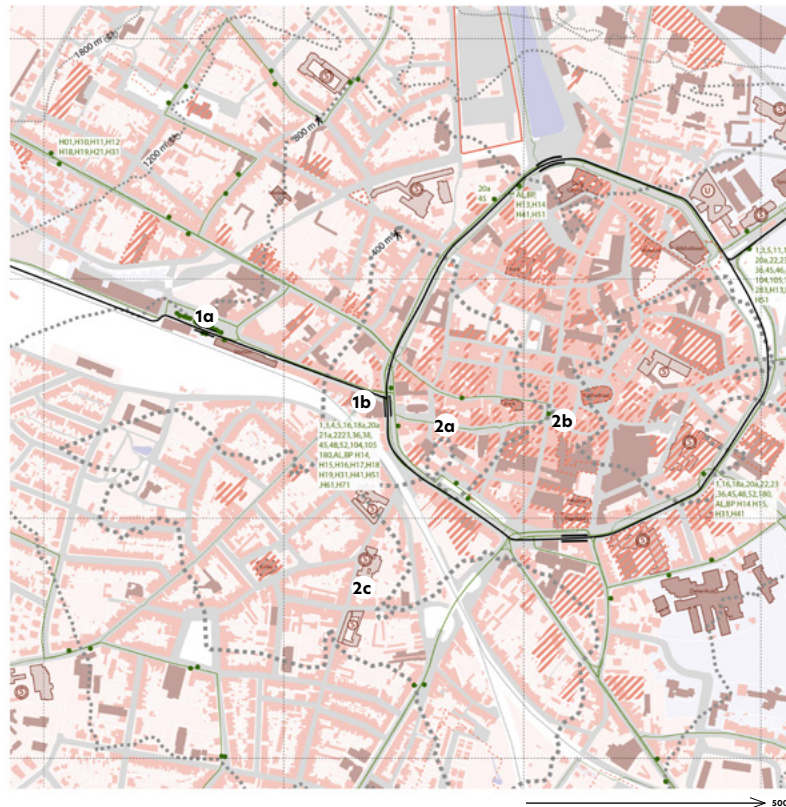 1800 m
1200 m
800 m
400 m
H01,H10,H11,H12
H18,H19,H21,H31
S
S
20a
45
AL,BP,
H13,H14
H41,H51
U
S
S
1,3,5,11,1
20a,22,23
36,45,46,
104,105,1
H51
1a
1b
1,3,4,5,16,18a,20a
21a,2223,36,38,
45,48,52,104,105
180,AL,BP H14,
H15,H16,H17,H18
H19,H31,H41,H51
,H61,H71
2a
2b
S
S
1,16,18a,20a,22,23
,36,45,48,52,180,
AL,BP H14 H15,
H31,H41
S
S
S
2c
S
S
500